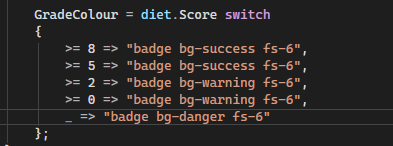 GradeColour = diet.Score switch
{
>= 8 => "badge bg-success fs-6",
>= 5 => "badge bg-success fs-6",
>= 2 => "badge bg-warning fs-6",
>= 0 => "badge bg-warning fs-6",
_ => "badge bg-danger fs-6"
};